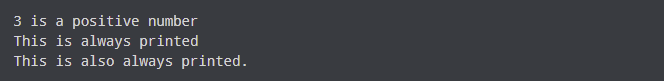 3 is a positive number
This is always printed
This is also always printed.